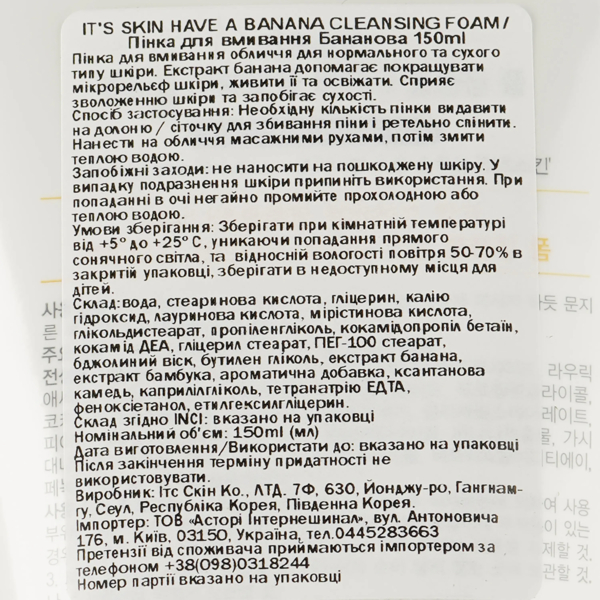 IT'S SKIN HAVE A BANANA CLEANSING FOAM/
Пінка для вмивання Бананова 150ml
Пінка для вмивання обличчя для нормального та сухого
типу шкіри. Екстракт банана допомагає покращувати
мікрорельєф шкіри, живити її та освіжати. Сприяє
зволоженню шкіри та запобігає сухості.
Спосіб застосування: Необхідну кількість пінки видавити
на долоню / сіточку для збивання піни і ретельно спінити.
Нанести на обличчя масажними рухами, потім змити
теплою водою.
Запобіжні заходи: не наносити на пошкоджену шкіру. У
випадку подразнення шкіри припиніть використання. При
попаданні в очі негайно промийте прохолодною або
теплою водою.
Умови зберігання: Зберігати при кімнатній температурі
від +5° до +25° С, уникаючи попадання прямого
сонячного світла, та відносній вологості повітря 50-70% в
закритій упаковці, зберігати в недоступному місця для
дітей.
Склад:вода, стеаринова кислота, гліцерин, калію
гідроксид, лауринова кислота, мірістинова кислота,
глікольдистеарат, пропіленгліколь, кокамідопропіл бетаїн,
кокамід ДЕА, гліцерил стеарат, ПЕГ-100 стеарат,
бджолиний віск, бутилен гліколь, екстракт банана,
екстракт бамбука, ароматична добавка, ксантанова
камедь, каприлілгліколь, тетранатрію ЕДТА,
феноксіетанол, етилгексилгліцерин.
Склад згідно INCI: вказано на упаковці
Номінальний об'єм: 150ml (мл)
Дата виготовлення/Використати до: вказано на упаковці
Після закінчення терміну придатності не
використовувати.
Виробник: Ітс Скін Ко., ЛТД. 7Ф, 630, Йонджу-ро, Гангнам-
гу, Сеул, Республіка Корея, Південна Корея.
Імпортер: ТОВ «Асторі Інтернешинал», вул. Антоновича
176, м. Київ, 03150, Україна, тел.0445283663
Претензії від споживача приймаються імпортером за
телефоном +38(098)0318244
Номер партії вказано на упаковці